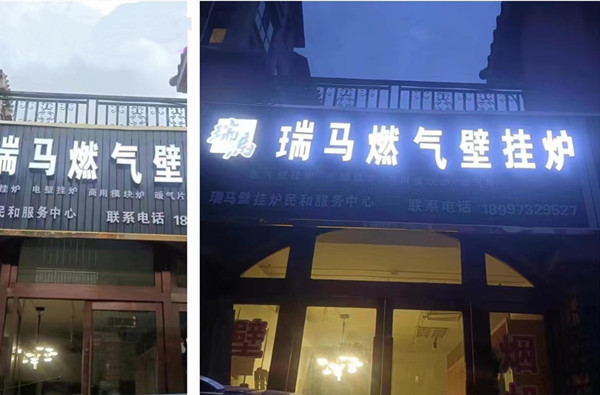 瑞马燃气壁
挂炉 电壁挂炉 商用模块炉 暖气片
民和服务中心 联系电话 18
瑞马
瑞马燃气壁挂炉
瑞马壁挂炉民和服务中心 联系电话 18997329527
壁
烟